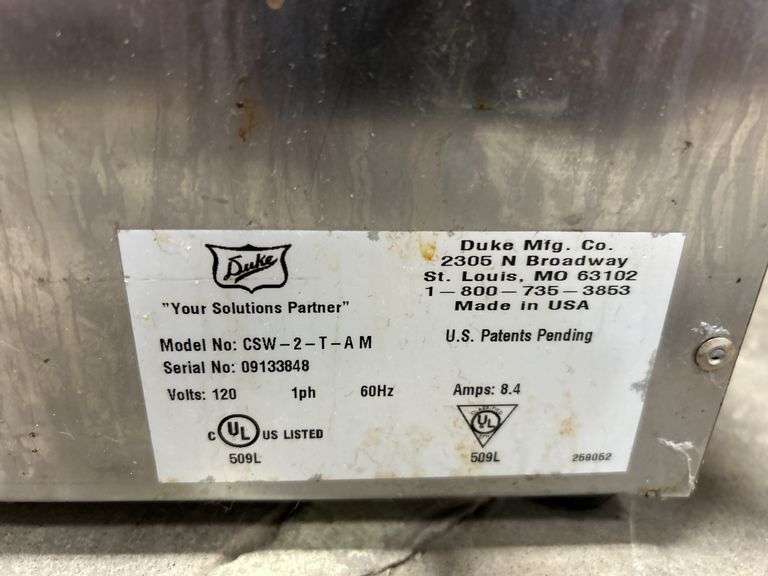 Duke
"Your Solutions Partner"
Duke Mfg. Co.
2305 N Broadway
St. Louis, MO 63102
1-800-735-3853
Made in USA
U.S. Patents Pending
Model No: CSW-2-T-A M
Serial No: 09133848
Volts: 120 1ph 60Hz Amps: 8.4
C UL US LISTED
509L
UL
509L
259052